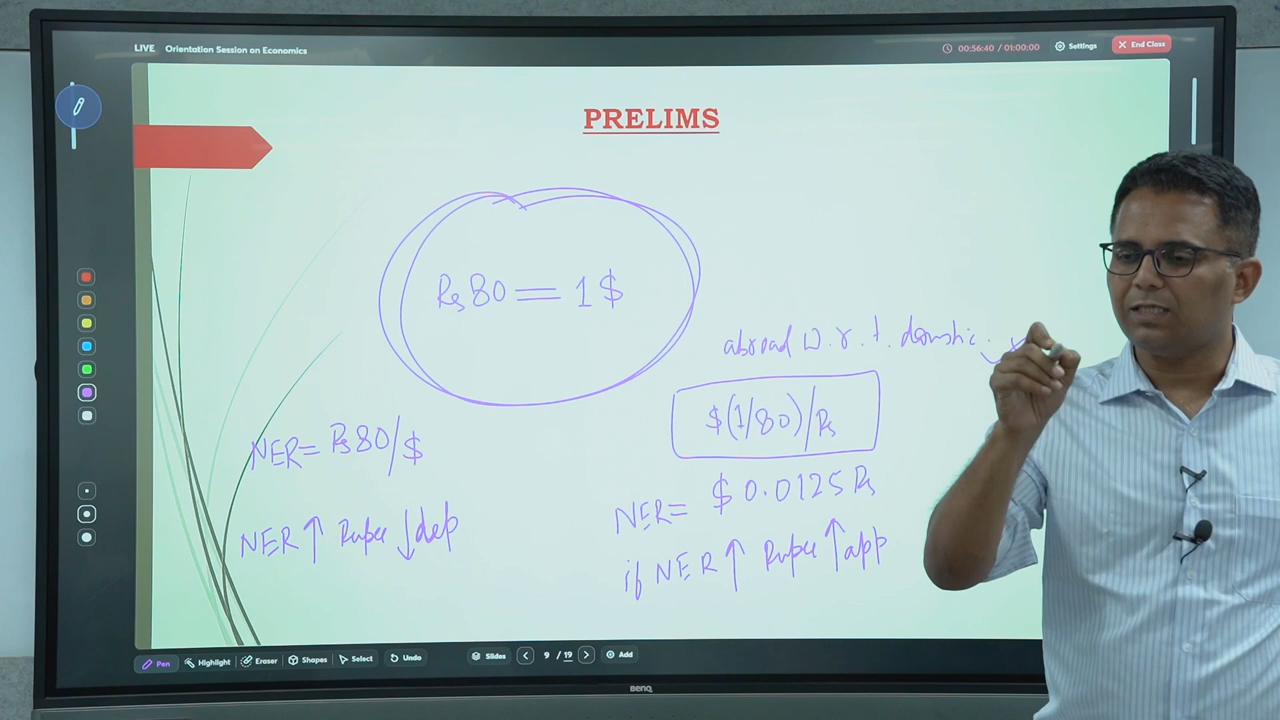 LIVE Orientation Session on Economics 00:56:40 / 01:00:00 Settings End Class
PRELIMS
Rs 80 = 1 $
abroad w.r.t. domestic
$(1/80)/Rs
NER = Rs 80/$
NER = $ 0.0125 Rs
NER ↑ Rupee ↓ dep
if NER ↑ Rupee ↑ app
Pen Highlight Eraser Shapes Select Undo Slides 9 / 19 Add
BenQ